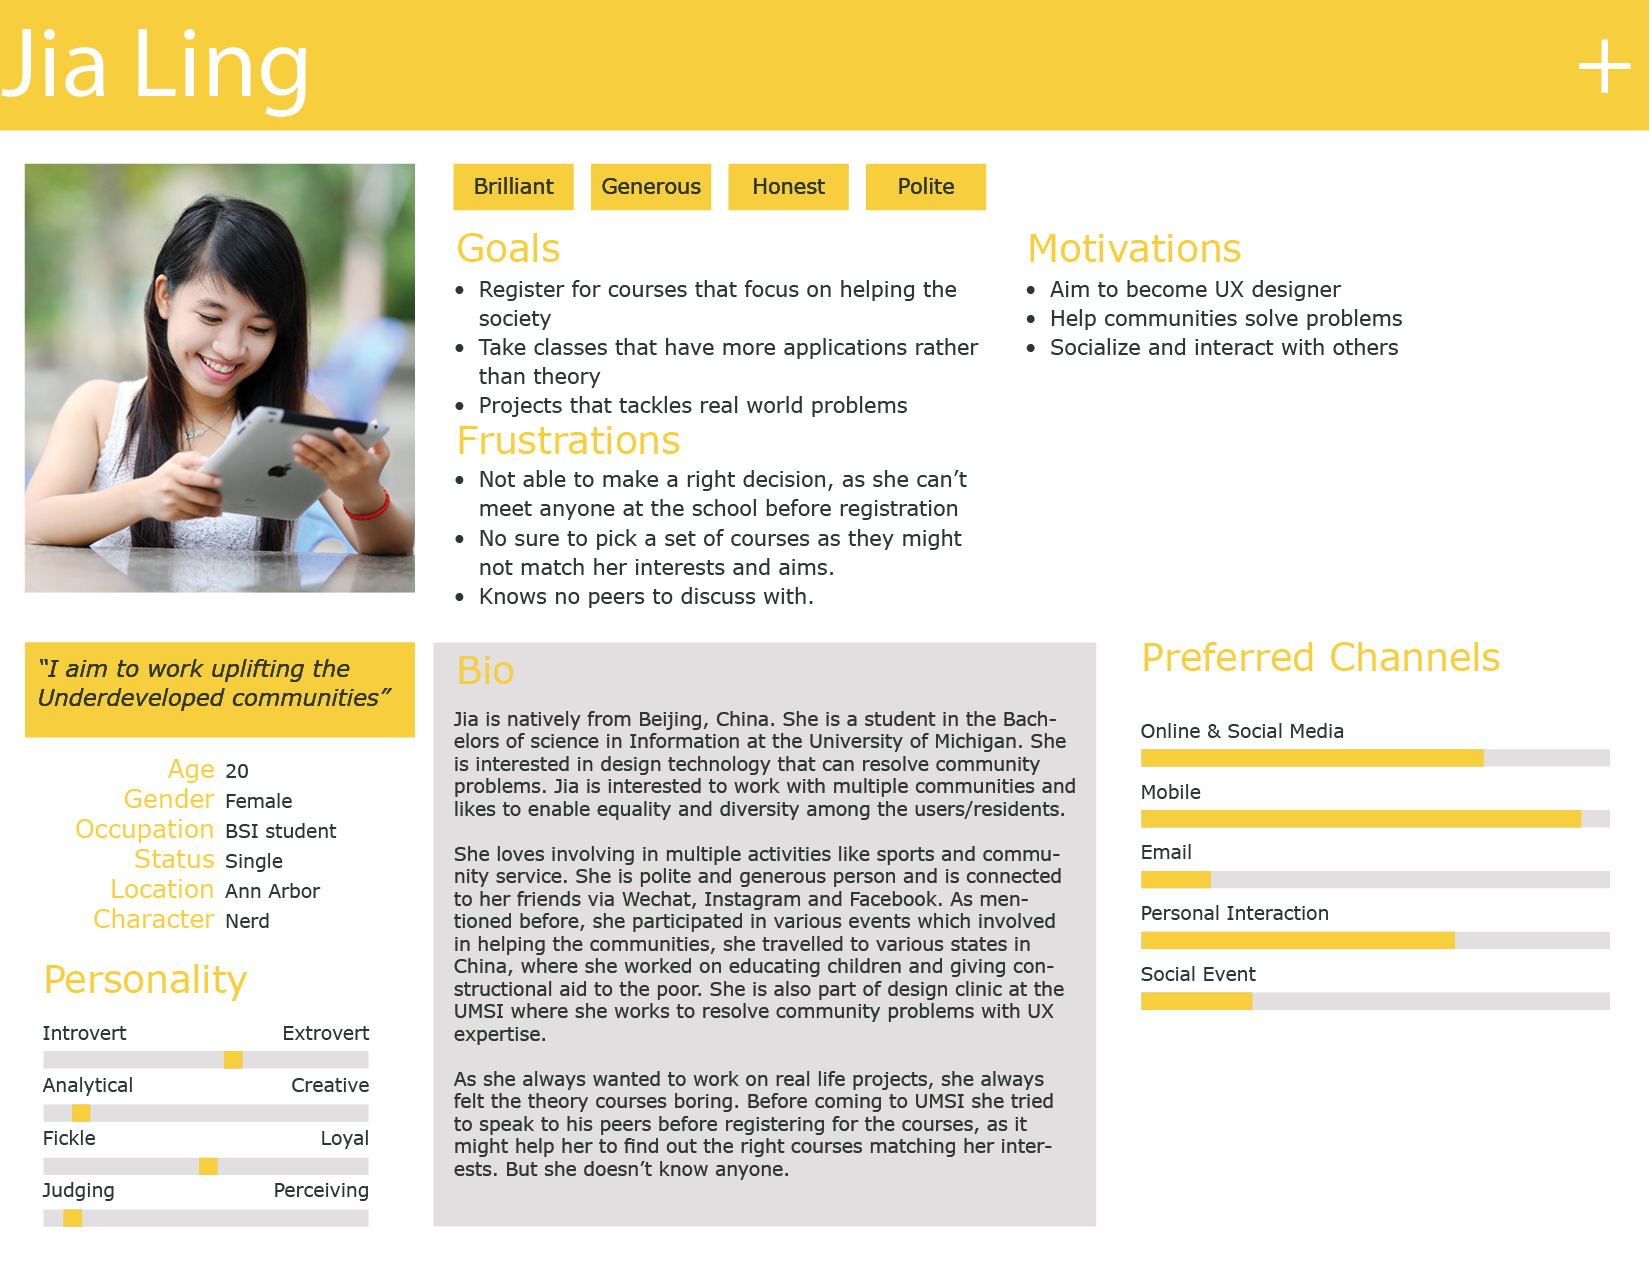 Jia Ling
+
Brilliant
Generous
Honest
Polite
Goals
• Register for courses that focus on helping the
society
• Take classes that have more applications rather
than theory
• Projects that tackles real world problems
Frustrations
• Not able to make a right decision, as she can’t
meet anyone at the school before registration
• No sure to pick a set of courses as they might
not match her interests and aims.
• Knows no peers to discuss with.
Motivations
• Aim to become UX designer
• Help communities solve problems
• Socialize and interact with others
“I aim to work uplifting the
Underdeveloped communities”
Age 20
Gender Female
Occupation BSI student
Status Single
Location Ann Arbor
Character Nerd
Personality
Introvert Extrovert
Analytical Creative
Fickle Loyal
Judging Perceiving
Bio
Jia is natively from Beijing, China. She is a student in the Bach-
elors of science in Information at the University of Michigan. She
is interested in design technology that can resolve community
problems. Jia is interested to work with multiple communities and
likes to enable equality and diversity among the users/residents.
She loves involving in multiple activities like sports and commu-
nity service. She is polite and generous person and is connected
to her friends via Wechat, Instagram and Facebook. As men-
tioned before, she participated in various events which involved
in helping the communities, she travelled to various states in
China, where she worked on educating children and giving con-
structional aid to the poor. She is also part of design clinic at the
UMSI where she works to resolve community problems with UX
expertise.
As she always wanted to work on real life projects, she always
felt the theory courses boring. Before coming to UMSI she tried
to speak to his peers before registering for the courses, as it
might help her to find out the right courses matching her inter-
ests. But she doesn’t know anyone.
Preferred Channels
Online & Social Media
Mobile
Email
Personal Interaction
Social Event